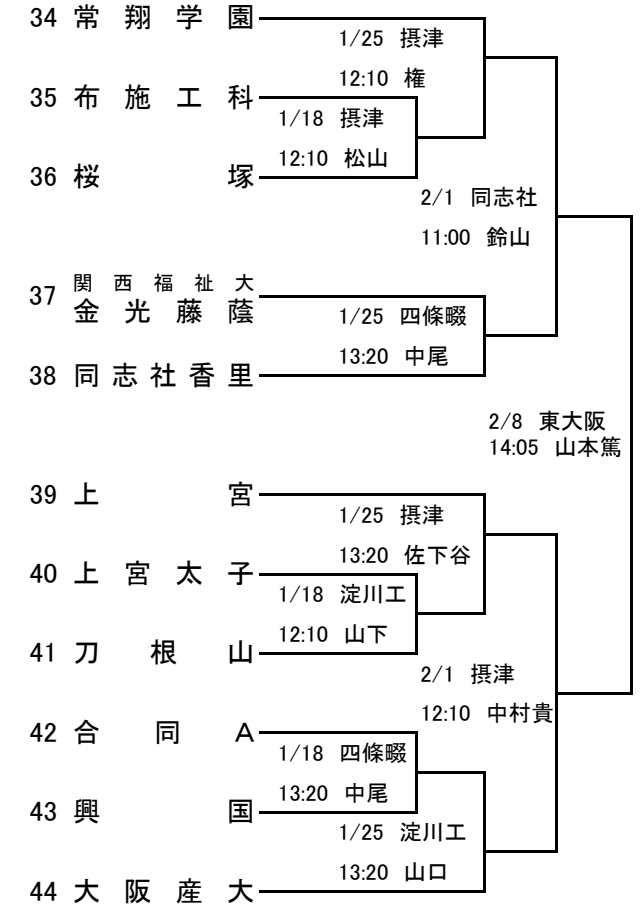 34 常翔学園
1/25 摂津
12:10 権
35 布施工科
1/18 摂津
12:10 松山
36 桜塚
2/1 同志社
11:00 鈴山
関西福祉大
37 金光藤蔭
1/25 四條畷
13:20 中尾
38 同志社香里
2/8 東大阪
14:05 山本篤
39 上宮
1/25 摂津
13:20 佐下谷
40 上宮太子
1/18 淀川工
12:10 山下
41 刀根山
2/1 摂津
12:10 中村貴
42 合同A
1/18 四條畷
13:20 中尾
43 興国
1/25 淀川工
13:20 山口
44 大阪産大